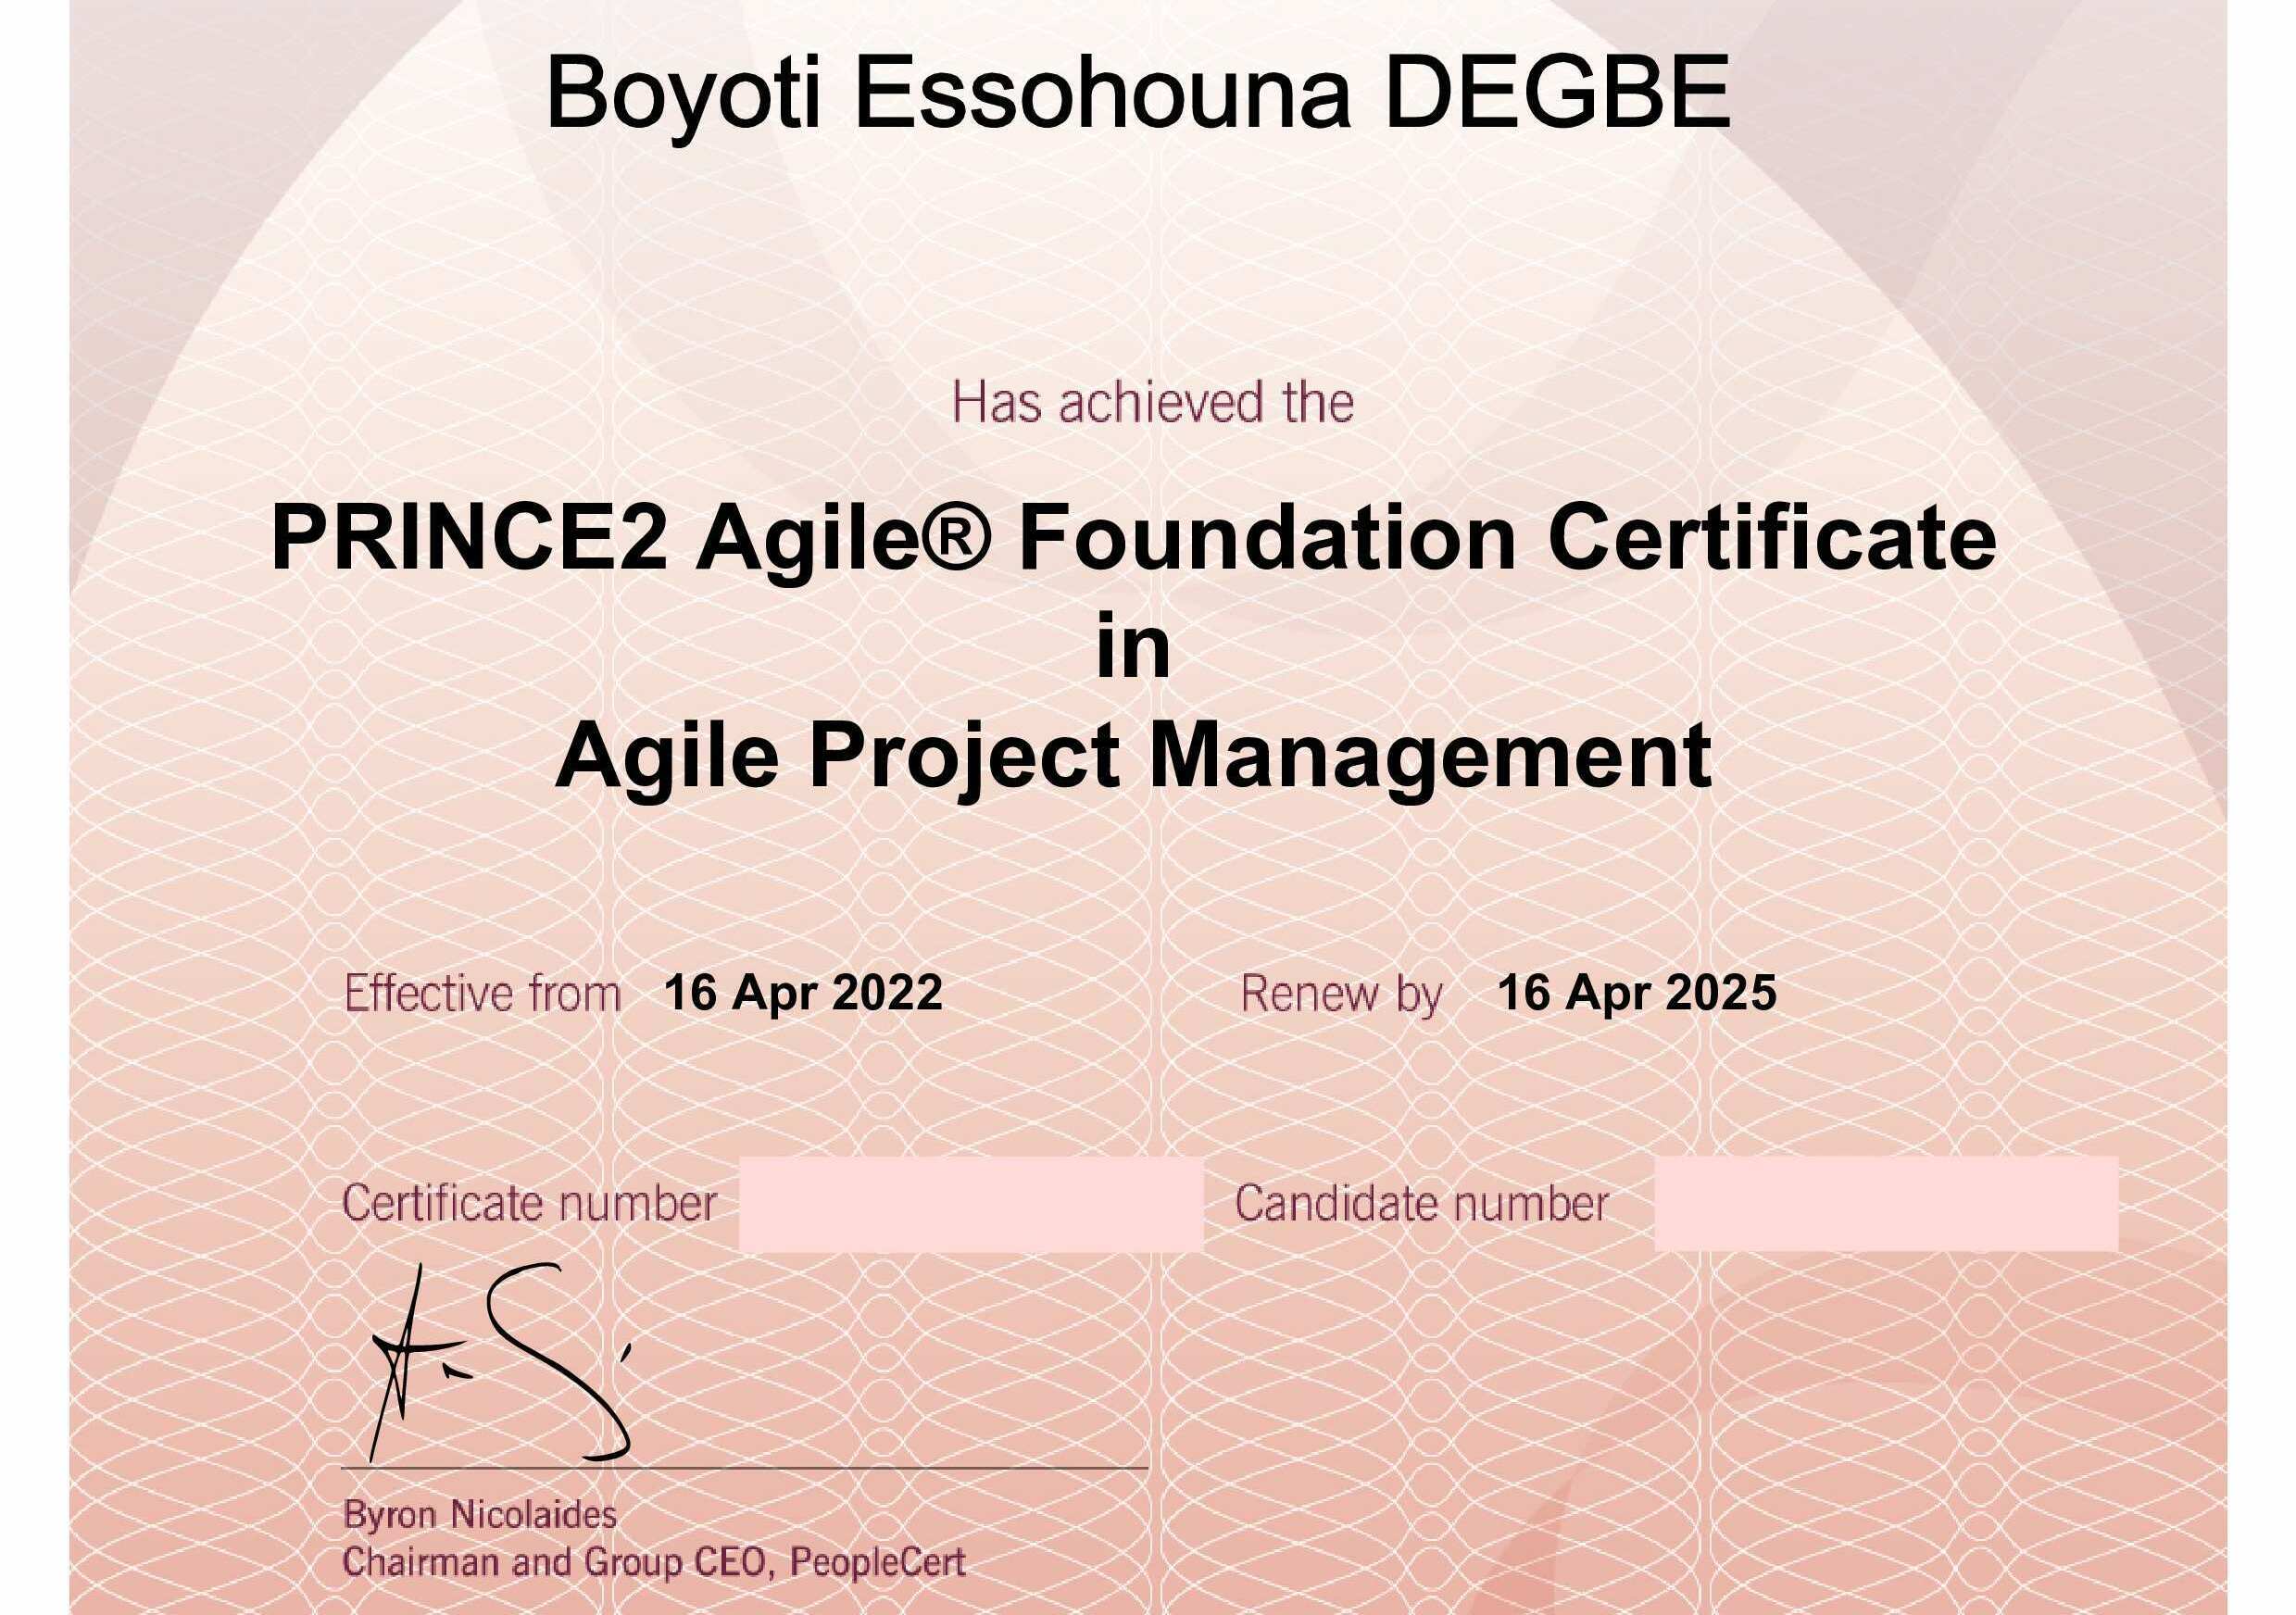 Boyoti Essohouna DEGBE
Has achieved the
PRINCE2 Agile® Foundation Certificate
in
Agile Project Management
Effective from 16 Apr 2022 Renew by 16 Apr 2025
Certificate number Candidate number
Byron Nicolaides
Chairman and Group CEO, PeopleCert